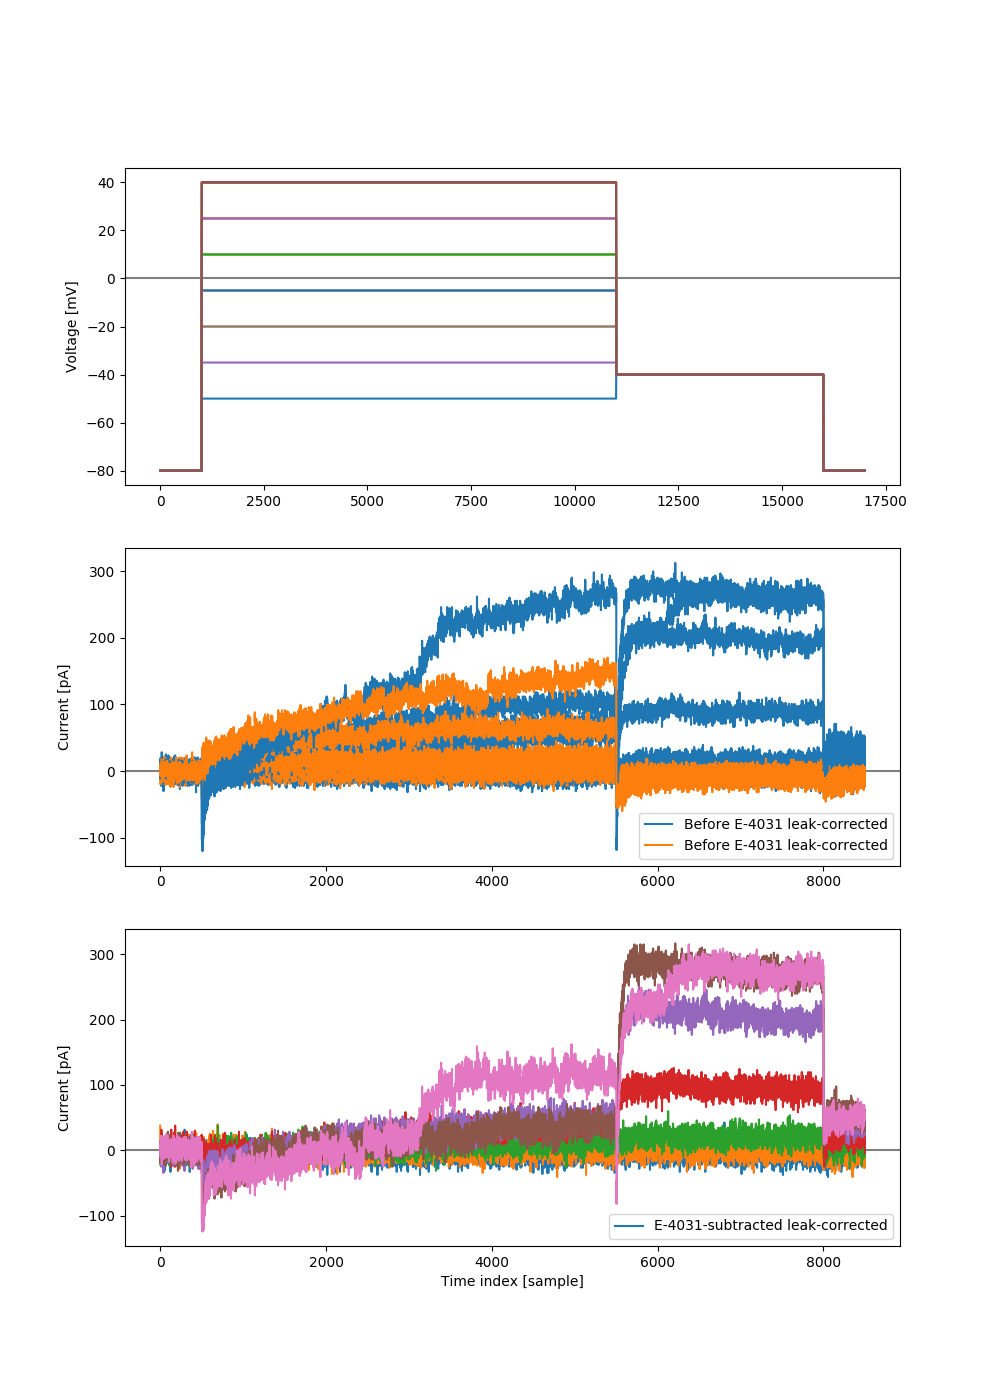 40
20
0
−20
−40
−60
−80
Voltage [mV]
0 2500 5000 7500 10000 12500 15000 17500
300
200
100
0
−100
Current [pA]
Before E-4031 leak-corrected
Before E-4031 leak-corrected
0 2000 4000 6000 8000
300
200
100
0
−100
Current [pA]
E-4031-subtracted leak-corrected
0 2000 4000 6000 8000
Time index [sample]